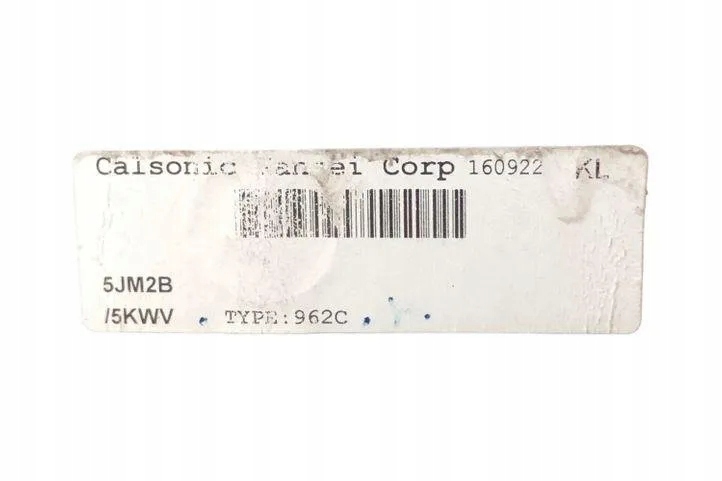 Calsonic Kansei Corp 160922 KL
5JM2B
/5KWV TYPE:962C